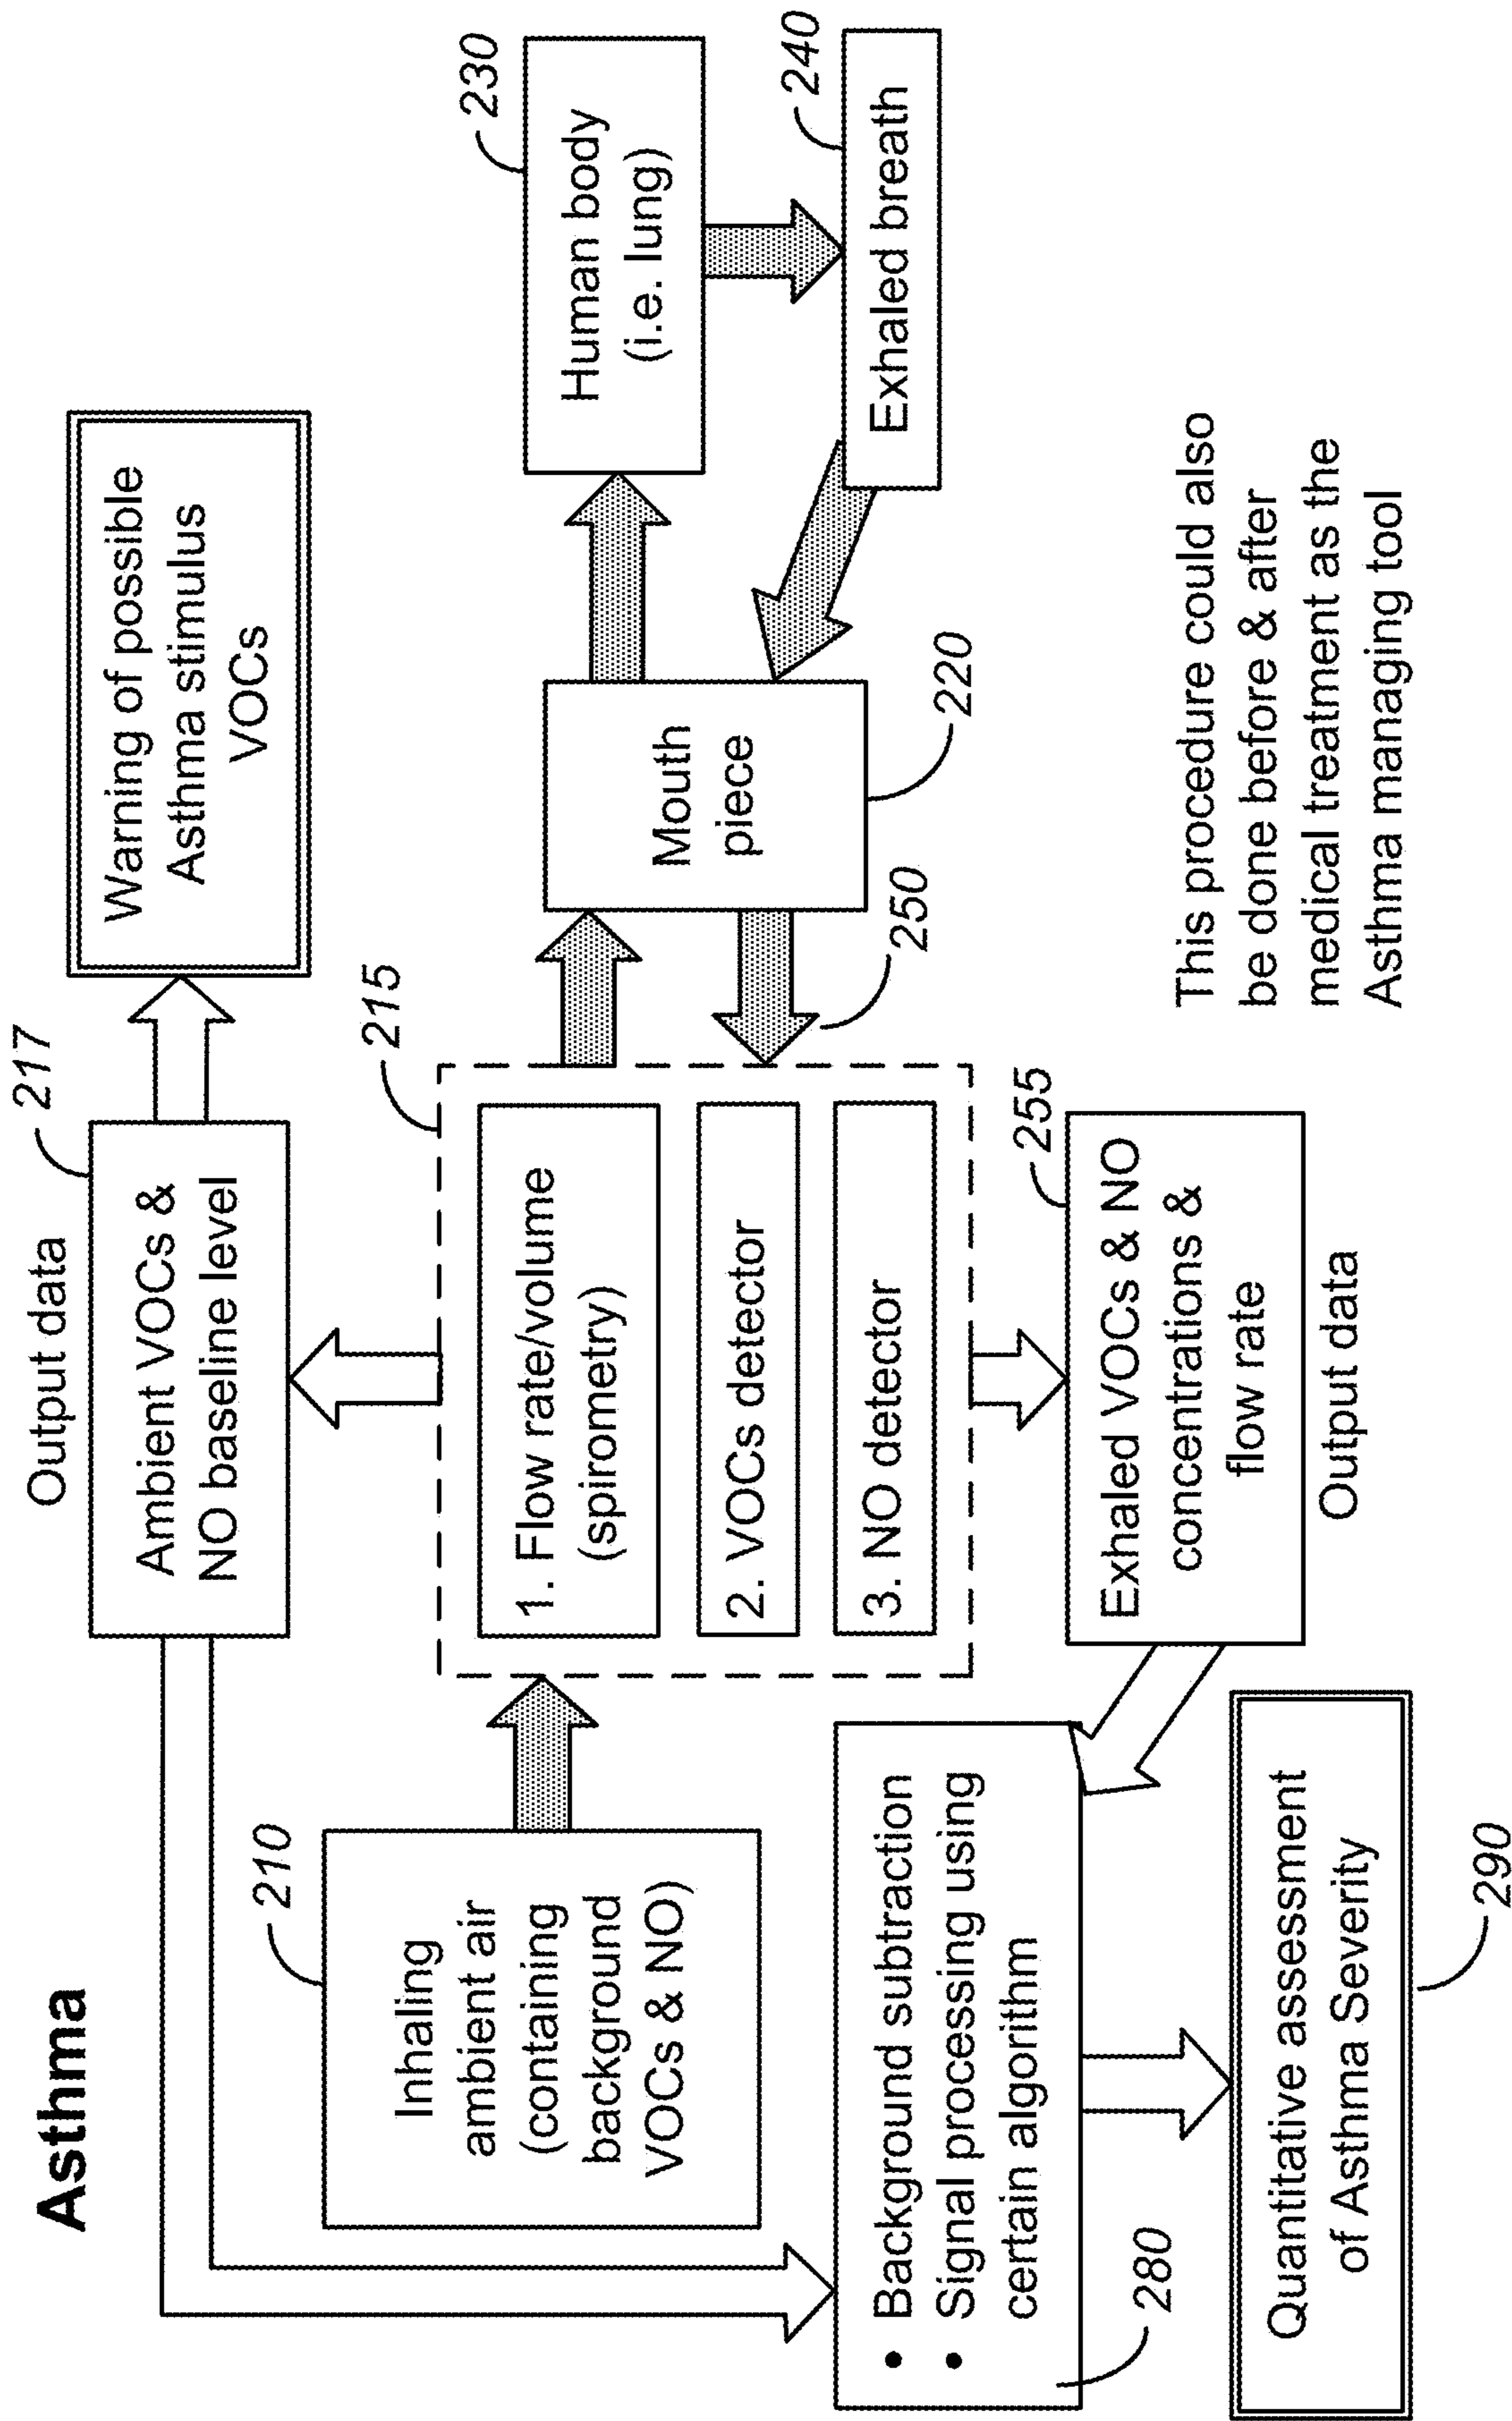 Asthma
Output data
217
Ambient VOCs &
NO baseline level
Warning of possible
Asthma stimulus
VOCs
210
Inhaling
ambient air
(containing
background
VOCs & NO)
215
1. Flow rate/volume
(spirometry)
2. VOCs detector
3. NO detector
Mouth
piece
220
250
230
Human body
(i.e. lung)
240
Exhaled breath
255
Exhaled VOCs & NO
concentrations &
flow rate
Output data
• Background subtraction
• Signal processing using
certain algorithm
280
Quantitative assessment
of Asthma Severity
290
This procedure could also
be done before & after
medical treatment as the
Asthma managing tool